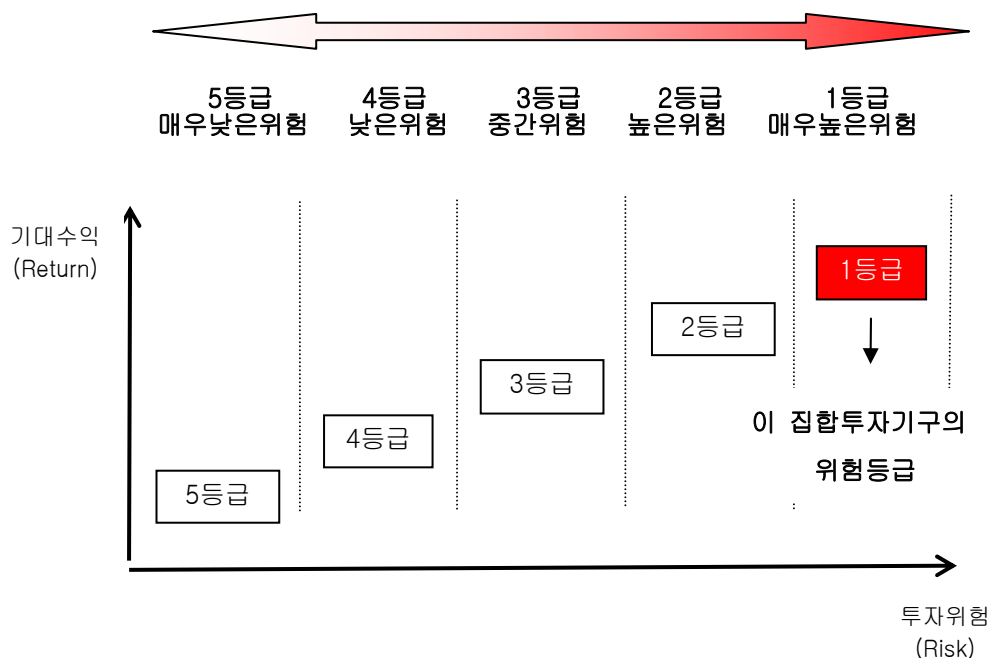 5등급 4등급 3등급 2등급 1등급
매우낮은위험 낮은위험 중간위험 높은위험 매우높은위험
기대수익
(Return)
1등급
2등급
3등급
4등급
5등급
이 집합투자기구의
위험등급
투자위험
(Risk)